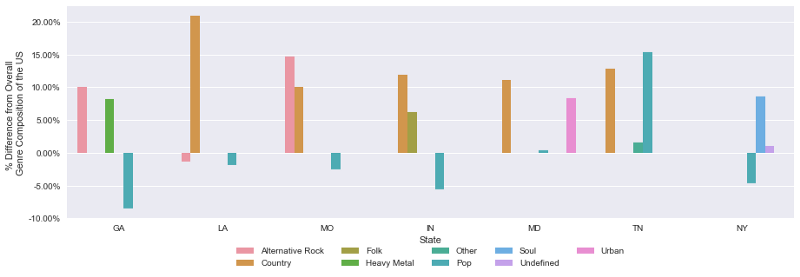 20.00%
15.00%
10.00%
5.00%
0.00%
-5.00%
-10.00%
% Difference from Overall
Genre Composition of the US
GA LA MO IN MD TN NY
State
Alternative Rock Folk Other Soul Urban
Country Heavy Metal Pop Undefined